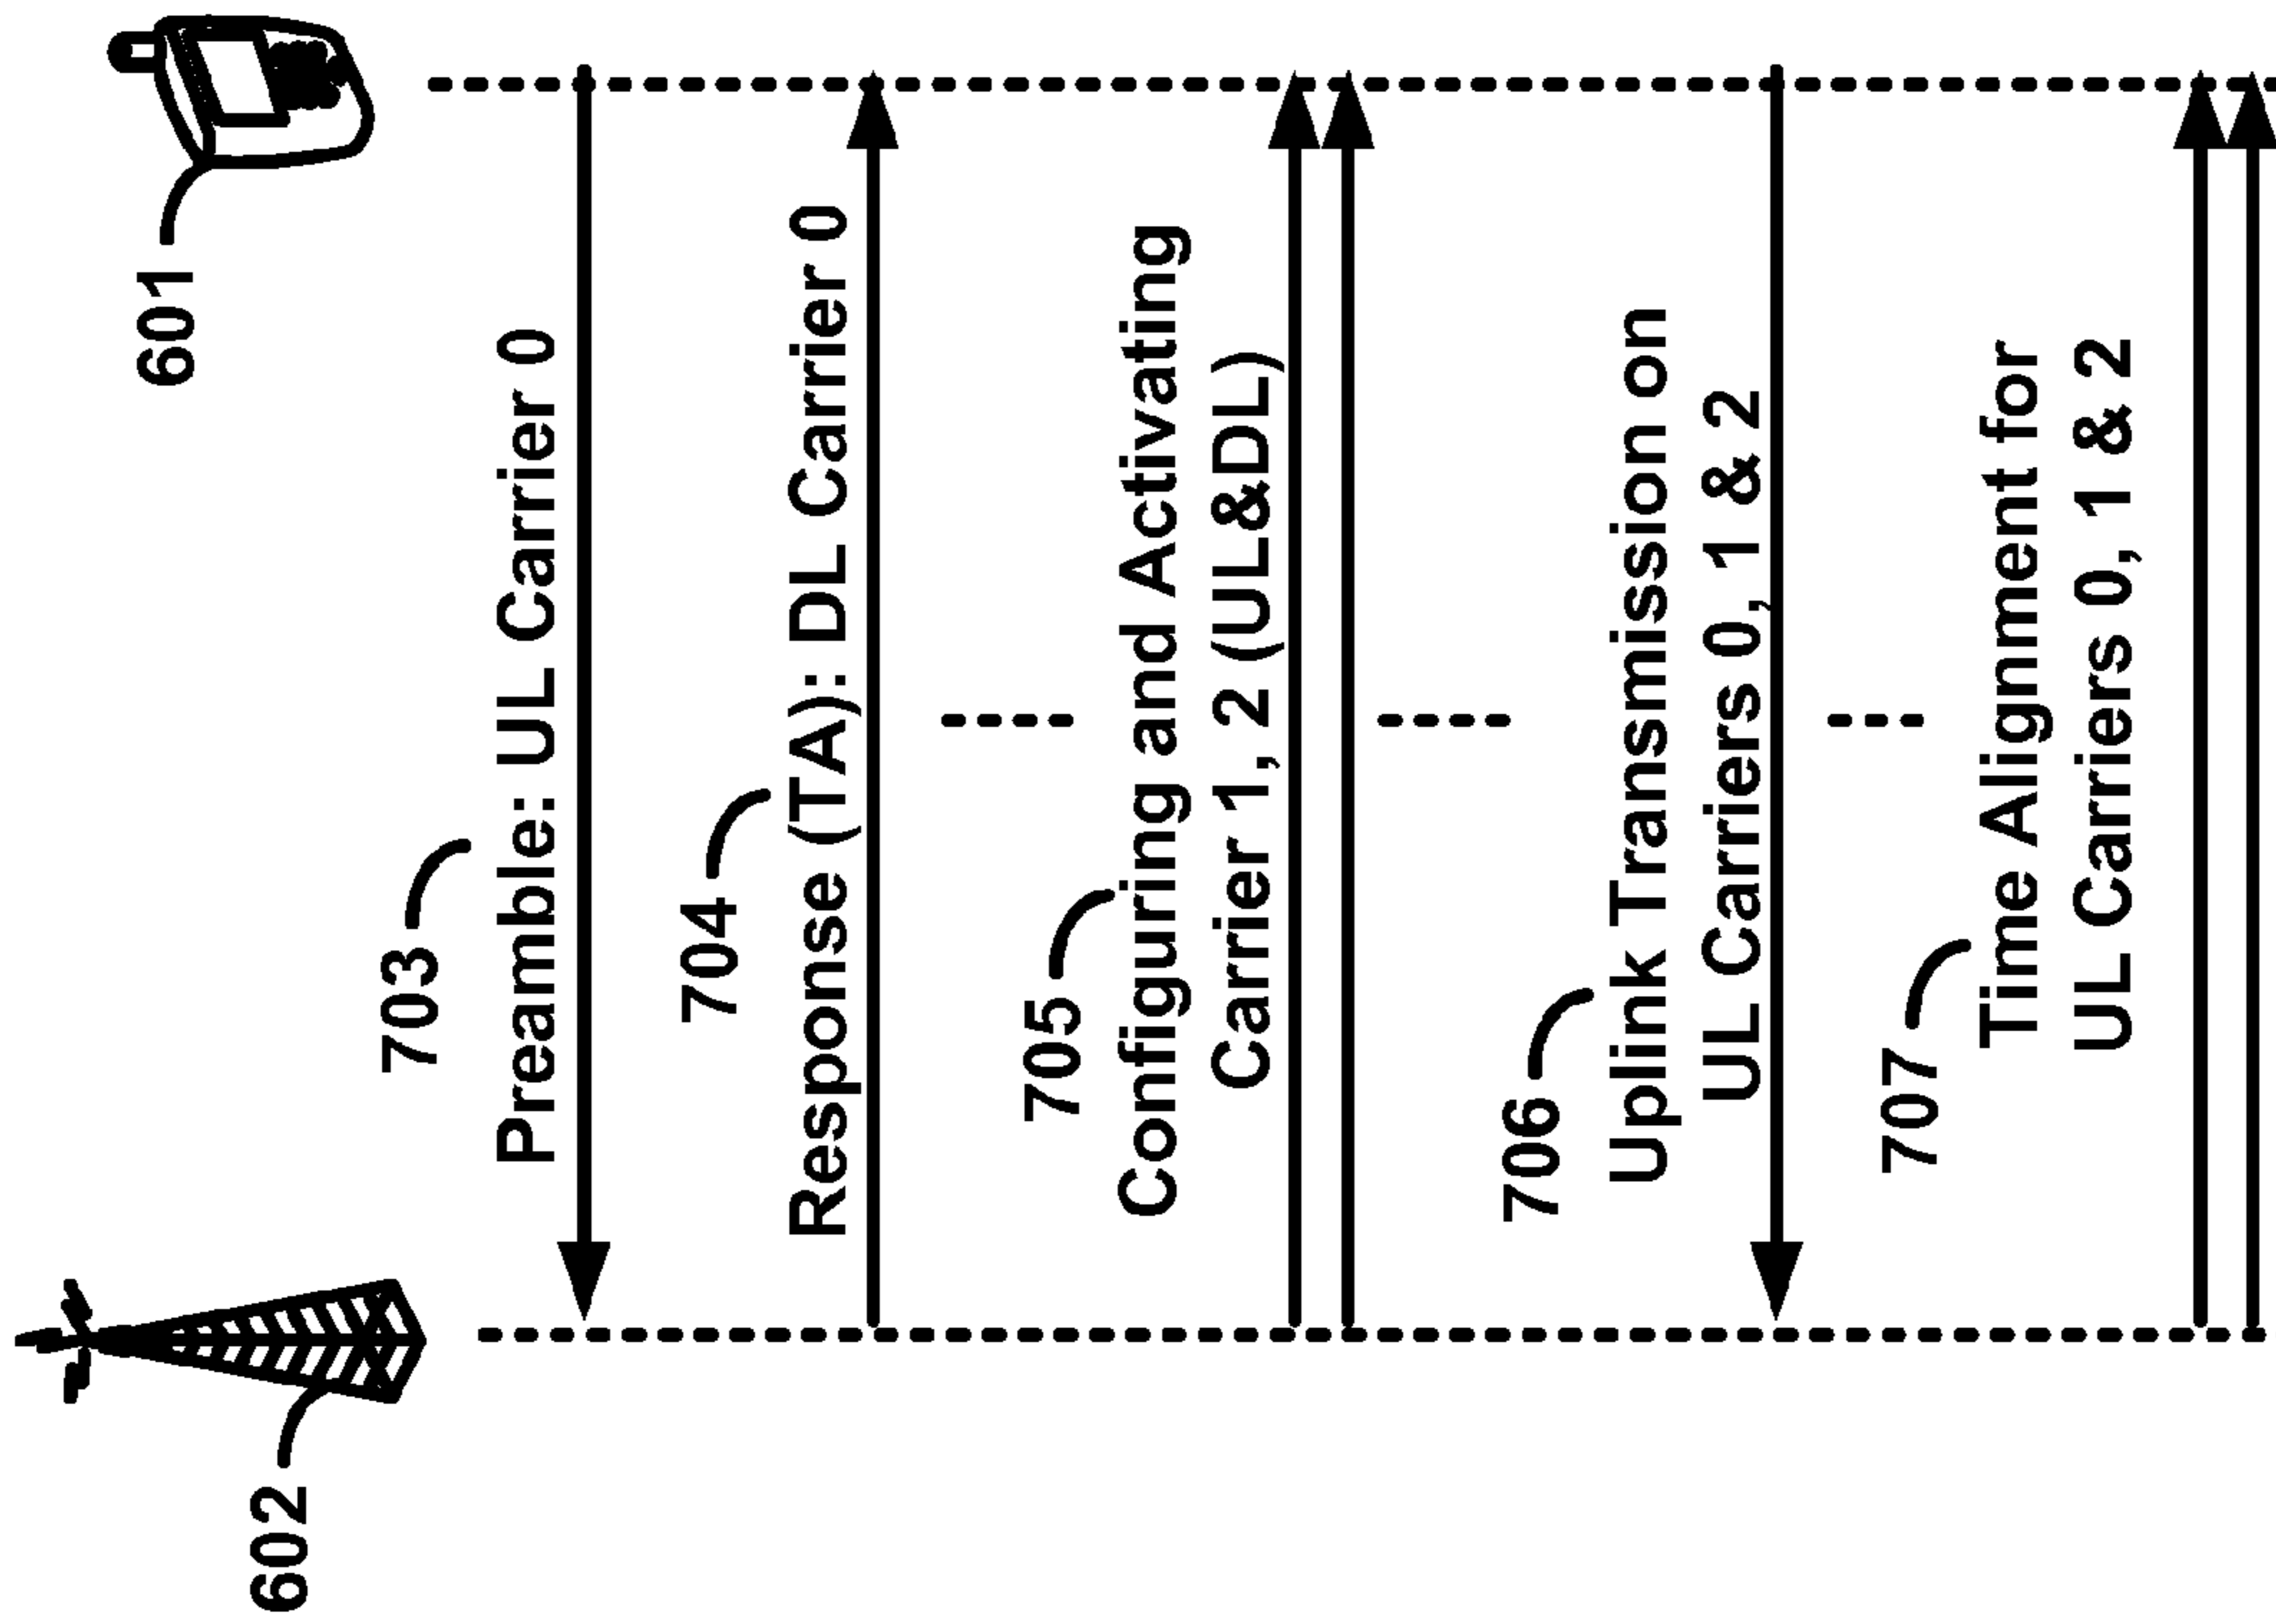 602
601
703
Preamble: UL Carrier 0
704
Response (TA): DL Carrier 0
705
Configuring and Activating
Carrier 1, 2 (UL&DL)
706
Uplink Transmission on
UL Carriers 0, 1 & 2
707
Time Alignment for
UL Carriers 0, 1 & 2